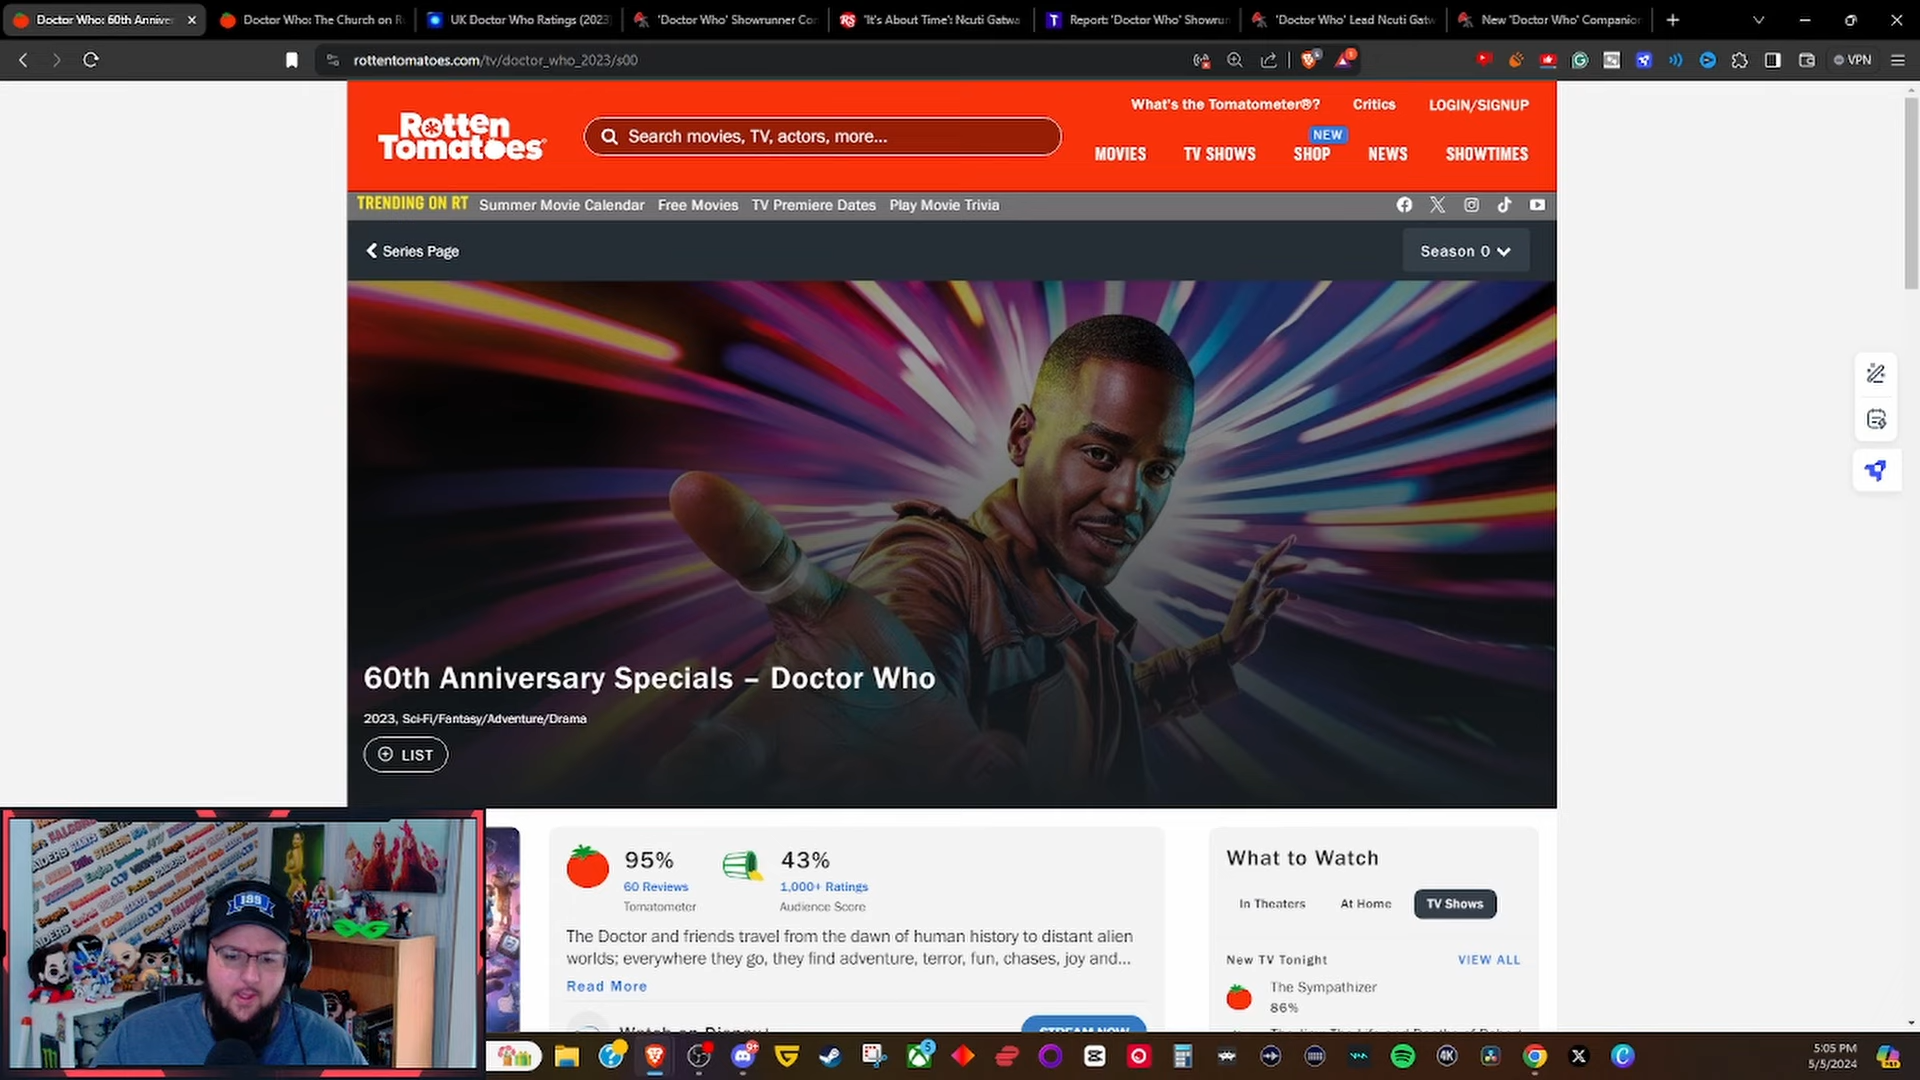 Doctor Who: 60th Anniver
Doctor Who: The Church on R
UK Doctor Who Ratings (2023
'Doctor Who' Showrunner Co
'It's About Time': Ncuti Gatwa
Report: 'Doctor Who' Showru
'Doctor Who' Lead Ncuti Gatw
New 'Doctor Who' Companio
rottentomatoes.com/tv/doctor_who_2023/s00
VPN
What's the Tomatometer®?
Critics
LOGIN/SIGNUP
Rotten
Tomatoes
Search movies, TV, actors, more...
NEW
MOVIES
TV SHOWS
SHOP
NEWS
SHOWTIMES
TRENDING ON RT
Summer Movie Calendar
Free Movies
TV Premiere Dates
Play Movie Trivia
Series Page
Season 0
60th Anniversary Specials – Doctor Who
2023, Sci-Fi/Fantasy/Adventure/Drama
LIST
95%
60 Reviews
Tomatometer
43%
1,000+ Ratings
Audience Score
The Doctor and friends travel from the dawn of human history to distant alien
worlds; everywhere they go, they find adventure, terror, fun, chases, joy and...
Read More
STREAM NOW
What to Watch
In Theaters
At Home
TV Shows
New TV Tonight
VIEW ALL
The Sympathizer
86%
5:05 PM
5/5/2024